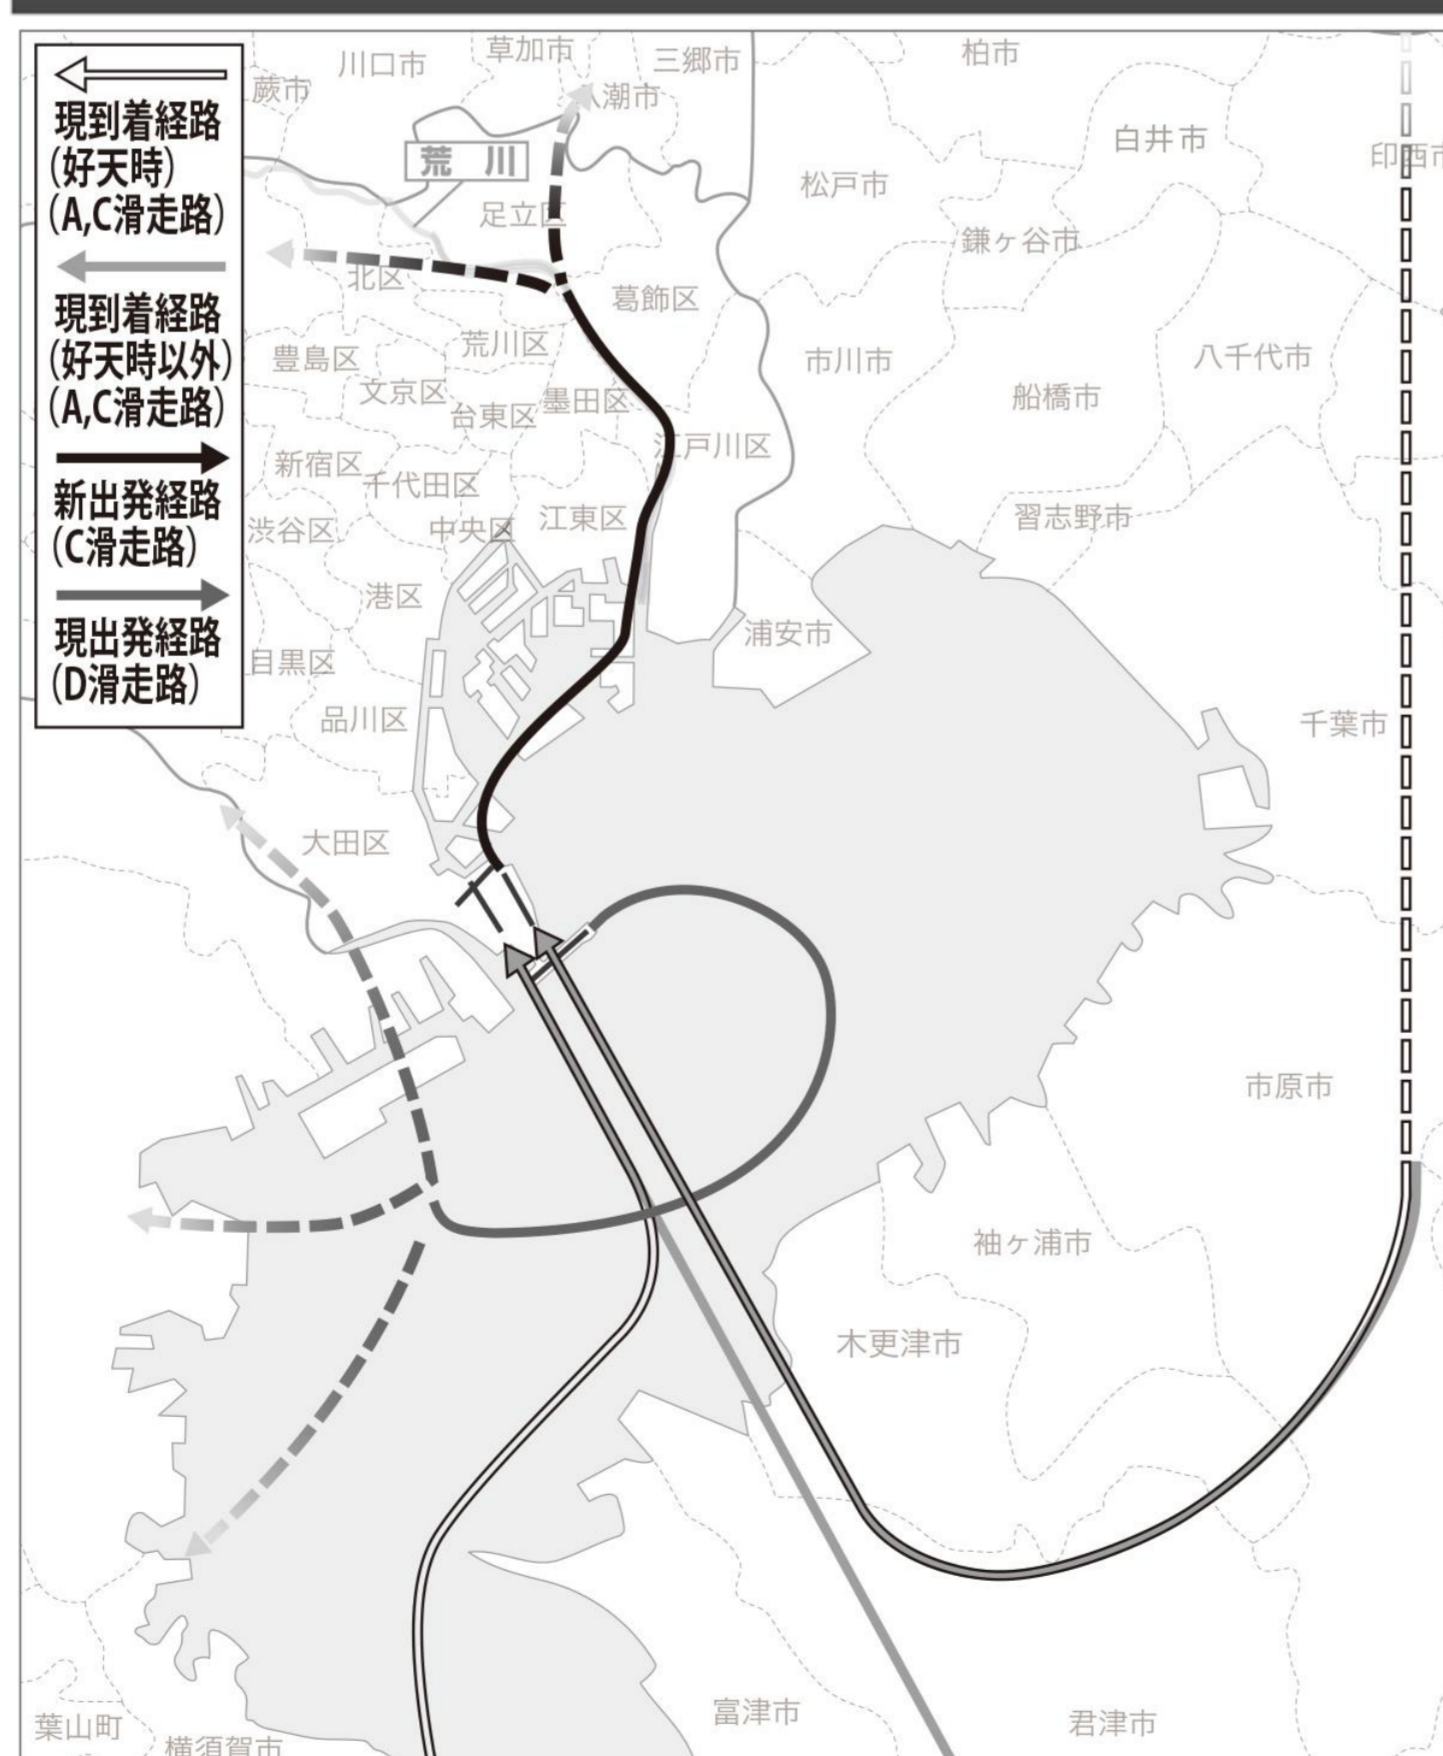 現到着経路
(好天時)
(A,C滑走路)
現到着経路
(好天時以外)
(A,C滑走路)
新出発経路
(C滑走路)
現出発経路
(D滑走路)
川口市
草加市
三郷市
柏市
蕨市
八潮市
荒 川
白井市
印西市
松戸市
足立区
鎌ヶ谷市
北区
葛飾区
荒川区
豊島区
市川市
八千代市
文京区
台東区
墨田区
船橋市
江戸川区
新宿区
千代田区
渋谷区
中央区
江東区
習志野市
港区
浦安市
目黒区
品川区
千葉市
大田区
市原市
袖ヶ浦市
木更津市
富津市
君津市
葉山町
横須賀市